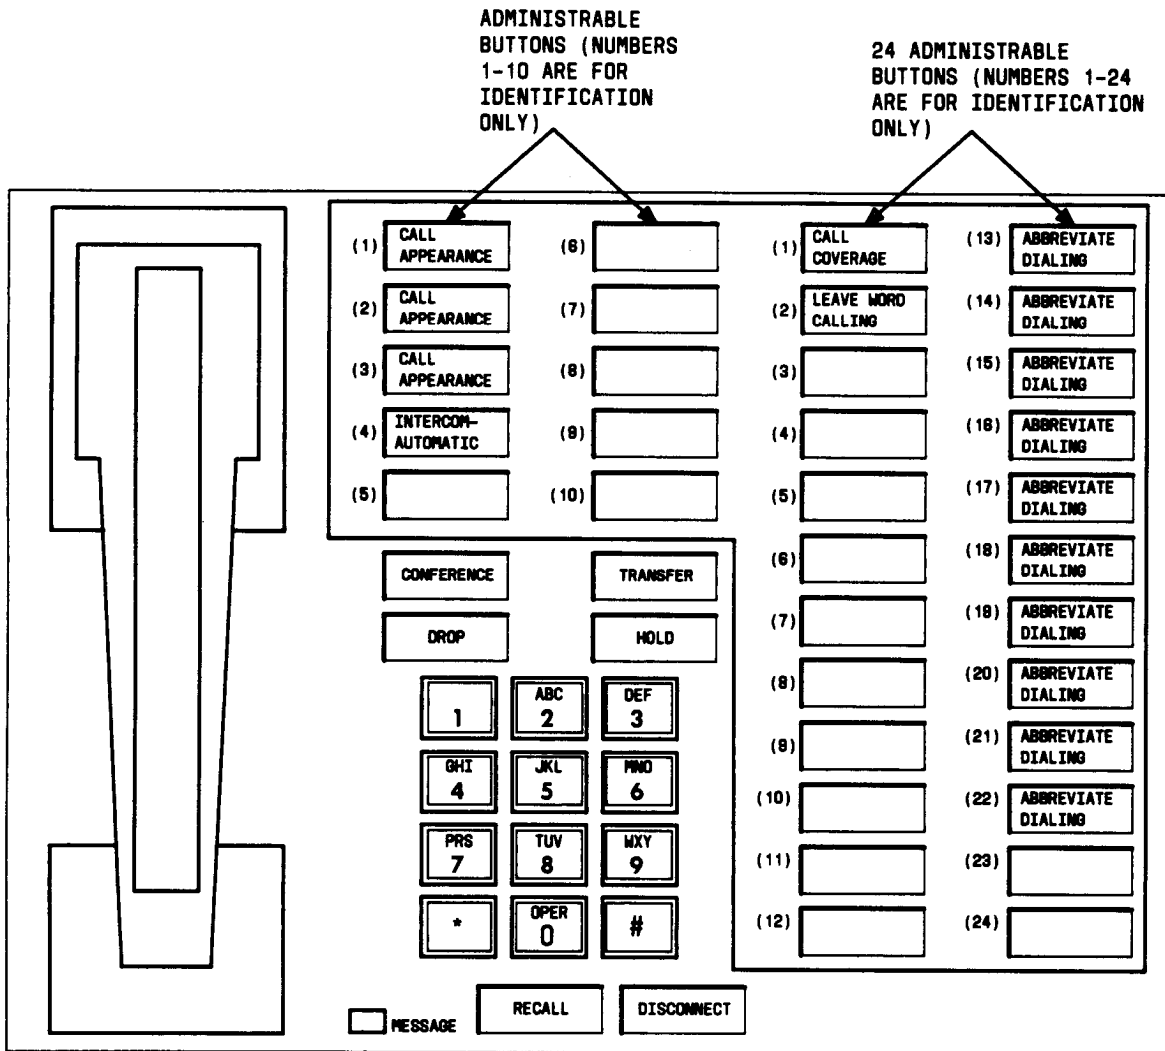 ADMINISTRABLE
BUTTONS (NUMBERS
1-10 ARE FOR
IDENTIFICATION
ONLY)
24 ADMINISTRABLE
BUTTONS (NUMBERS 1-24
ARE FOR IDENTIFICATION
ONLY)
(1) CALL
APPEARANCE
(2) CALL
APPEARANCE
(3) CALL
APPEARANCE
(4) INTERCOM-
AUTOMATIC
(5)
(6)
(7)
(8)
(9)
(10)
(1) CALL
COVERAGE
(2) LEAVE WORD
CALLING
(3)
(4)
(5)
(6)
(7)
(8)
(9)
(10)
(11)
(12)
(13) ABBREVIATE
DIALING
(14) ABBREVIATE
DIALING
(15) ABBREVIATE
DIALING
(16) ABBREVIATE
DIALING
(17) ABBREVIATE
DIALING
(18) ABBREVIATE
DIALING
(19) ABBREVIATE
DIALING
(20) ABBREVIATE
DIALING
(21) ABBREVIATE
DIALING
(22) ABBREVIATE
DIALING
(23)
(24)
CONFERENCE
TRANSFER
DROP
HOLD
1
ABC
2
DEF
3
GHI
4
JKL
5
MNO
6
PRS
7
TUV
8
WXY
9
*
OPER
0
#
MESSAGE
RECALL
DISCONNECT